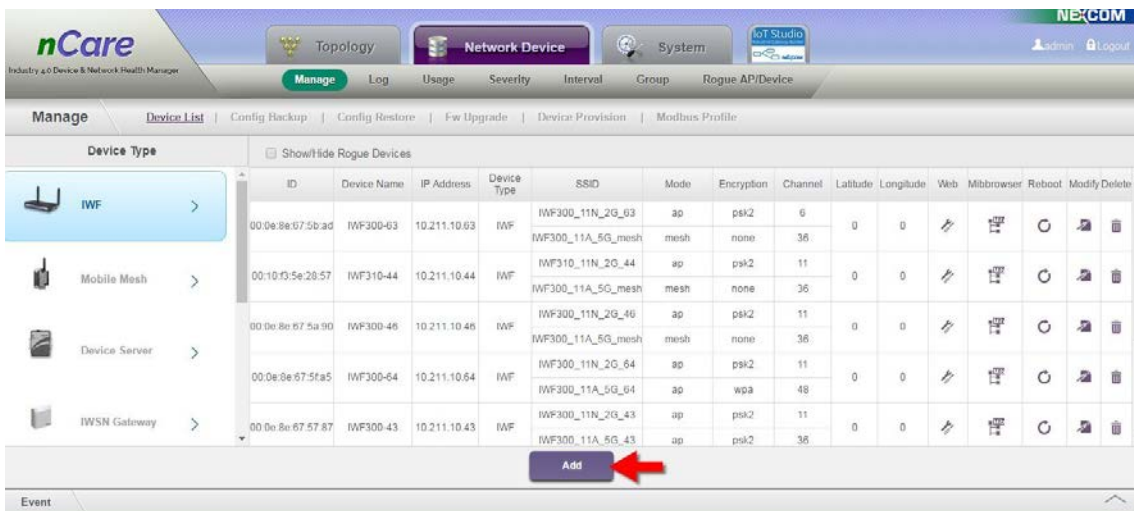 NEXCOM
nCare
Industry 4.0 Device & Network Health Manager
Topology
Network Device
System
IoT Studio
admin
Logout
Manage
Log
Usage
Severity
Interval
Group
Rogue AP/Device
Manage
Device List | Config Backup | Config Restore | Fw Upgrade | Device Provision | Modbus Profile
Device Type
IWF
Mobile Mesh
Device Server
IWSN Gateway
Show/Hide Rogue Devices
ID Device Name IP Address Device Type SSID Mode Encryption Channel Latitude Longitude Web Mibbrowser Reboot Modify Delete
00:0e:8e:67:5b:ad IWF300-63 10.211.10.63 IWF IWF300_11N_2G_63 ap psk2 6 0 0
IWF300_11A_5G_mesh mesh none 36
00:10:f3:5e:28:57 IWF310-44 10.211.10.44 IWF IWF310_11N_2G_44 ap psk2 11 0 0
IWF300_11A_5G_mesh mesh none 36
00:0e:8e:67:5a:90 IWF300-46 10.211.10.46 IWF IWF300_11N_2G_46 ap psk2 11 0 0
IWF300_11A_5G_mesh mesh none 36
IWF300-64 10.211.10.64 IWF IWF300_11N_2G_64 ap psk2 11 0 0
IWF300_11A_5G_64 ap wpa 48
00:0e:8e:67:57:87 IWF300-43 10.211.10.43 IWF IWF300_11N_2G_43 ap psk2 11 0 0
IWF300_11A_5G_43 ap psk2 36
Add
Event